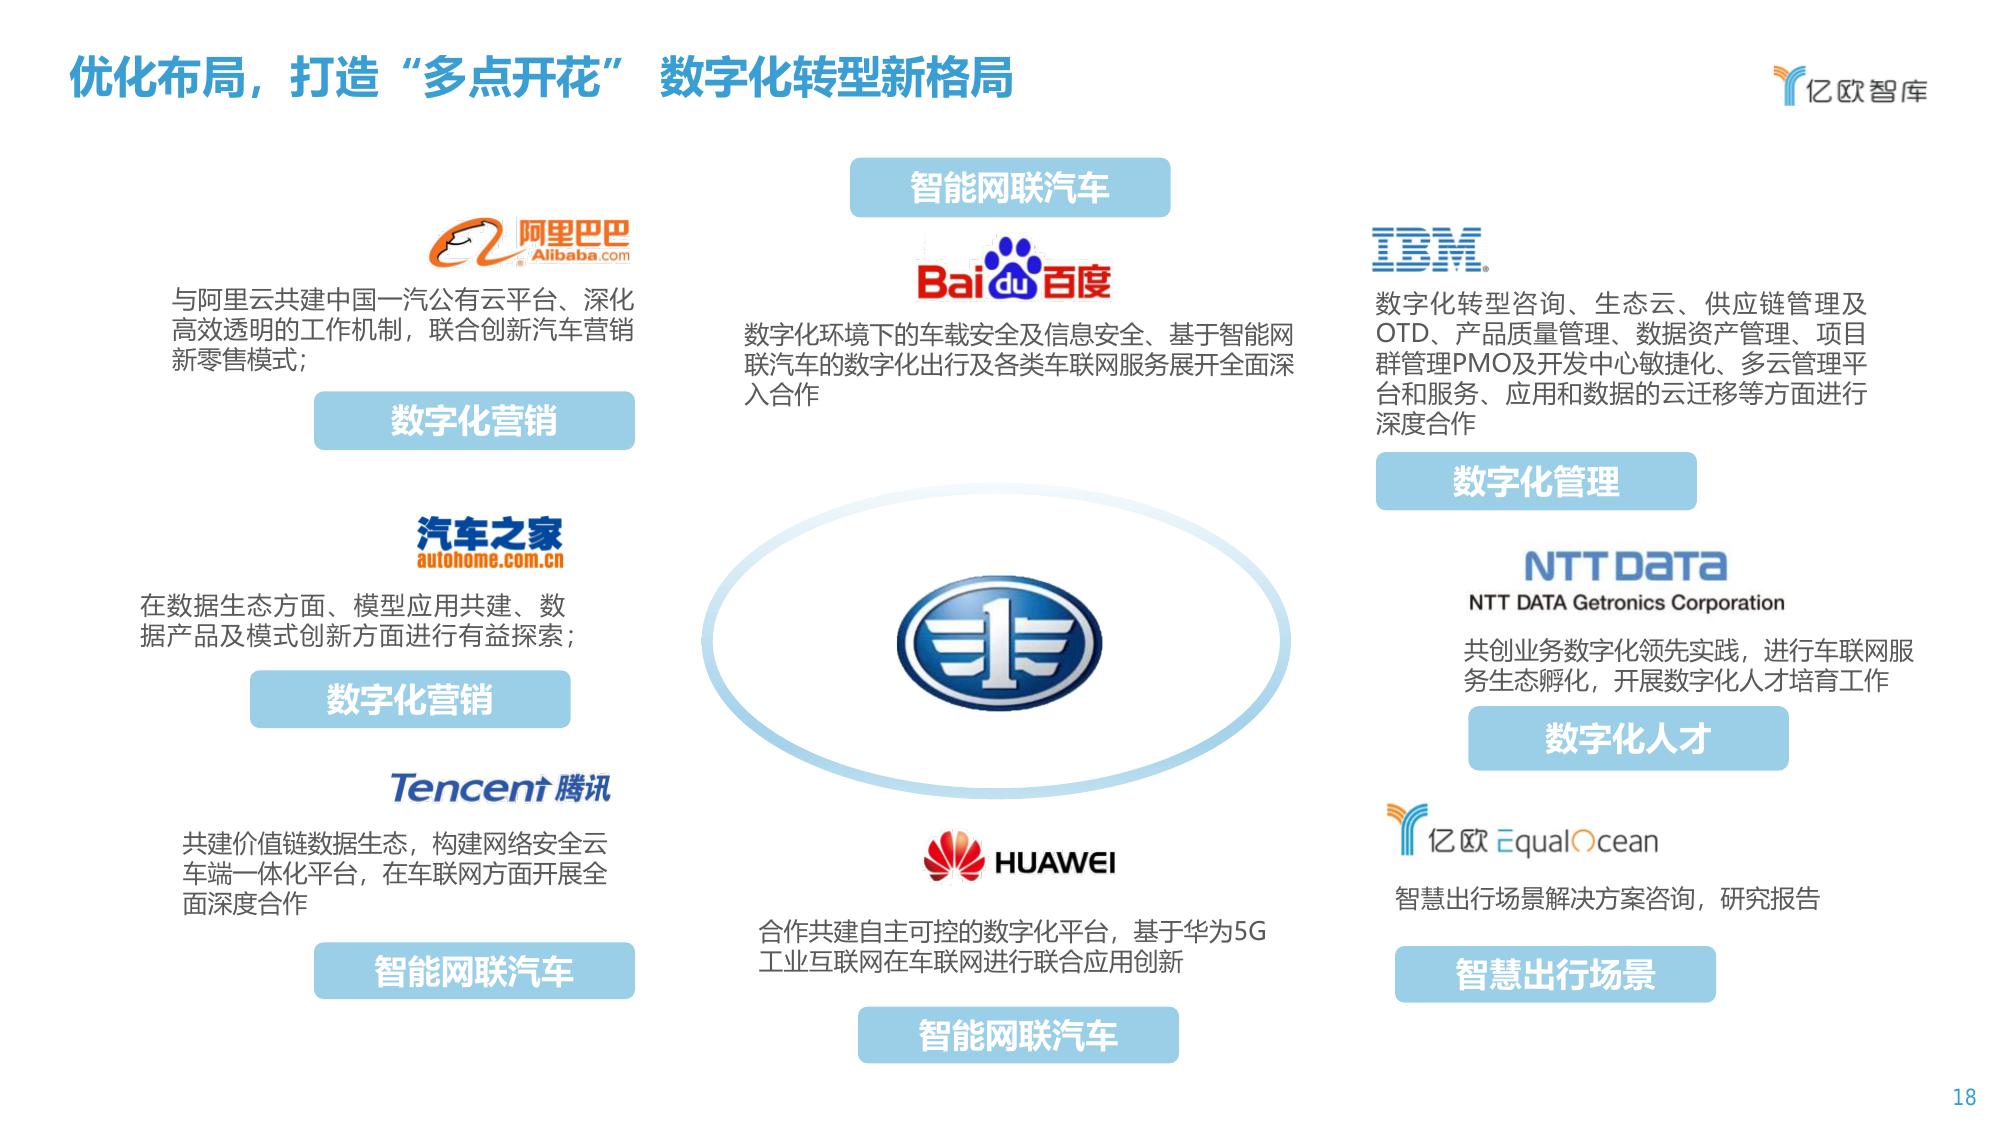 优化布局，打造“多点开花” 数字化转型新格局
亿欧智库
阿里巴巴
Alibaba.com
与阿里云共建中国一汽公有云平台、深化
高效透明的工作机制，联合创新汽车营销
新零售模式；
数字化营销
汽车之家
autohome.com.cn
在数据生态方面、模型应用共建、数
据产品及模式创新方面进行有益探索；
数字化营销
Tencent 腾讯
共建价值链数据生态，构建网络安全云
车端一体化平台，在车联网方面开展全
面深度合作
智能网联汽车
智能网联汽车
Bai du 百度
数字化环境下的车载安全及信息安全、基于智能网
联汽车的数字化出行及各类车联网服务展开全面深
入合作
1
HUAWEI
合作共建自主可控的数字化平台，基于华为5G
工业互联网在车联网进行联合应用创新
智能网联汽车
IBM®
数字化转型咨询、生态云、供应链管理及
OTD、产品质量管理、数据资产管理、项目
群管理PMO及开发中心敏捷化、多云管理平
台和服务、应用和数据的云迁移等方面进行
深度合作
数字化管理
NTT DATA
NTT DATA Getronics Corporation
共创业务数字化领先实践，进行车联网服
务生态孵化，开展数字化人才培育工作
数字化人才
亿欧 EqualOcean
智慧出行场景解决方案咨询，研究报告
智慧出行场景
18